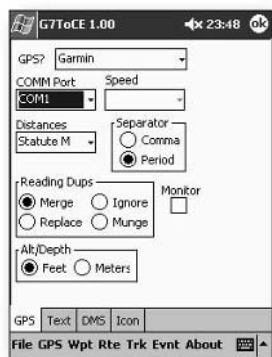 G7ToCE 1.00 23:48 ok
GPS? Garmin
COMM Port Speed
COM1
Distances Separator
Statute M Comma
Period
Reading Dups Monitor
Merge Ignore
Replace Munge
Alt/Depth
Feet Meters
GPS Text DMS Icon
File GPS Wpt Rte Trk Evnt About